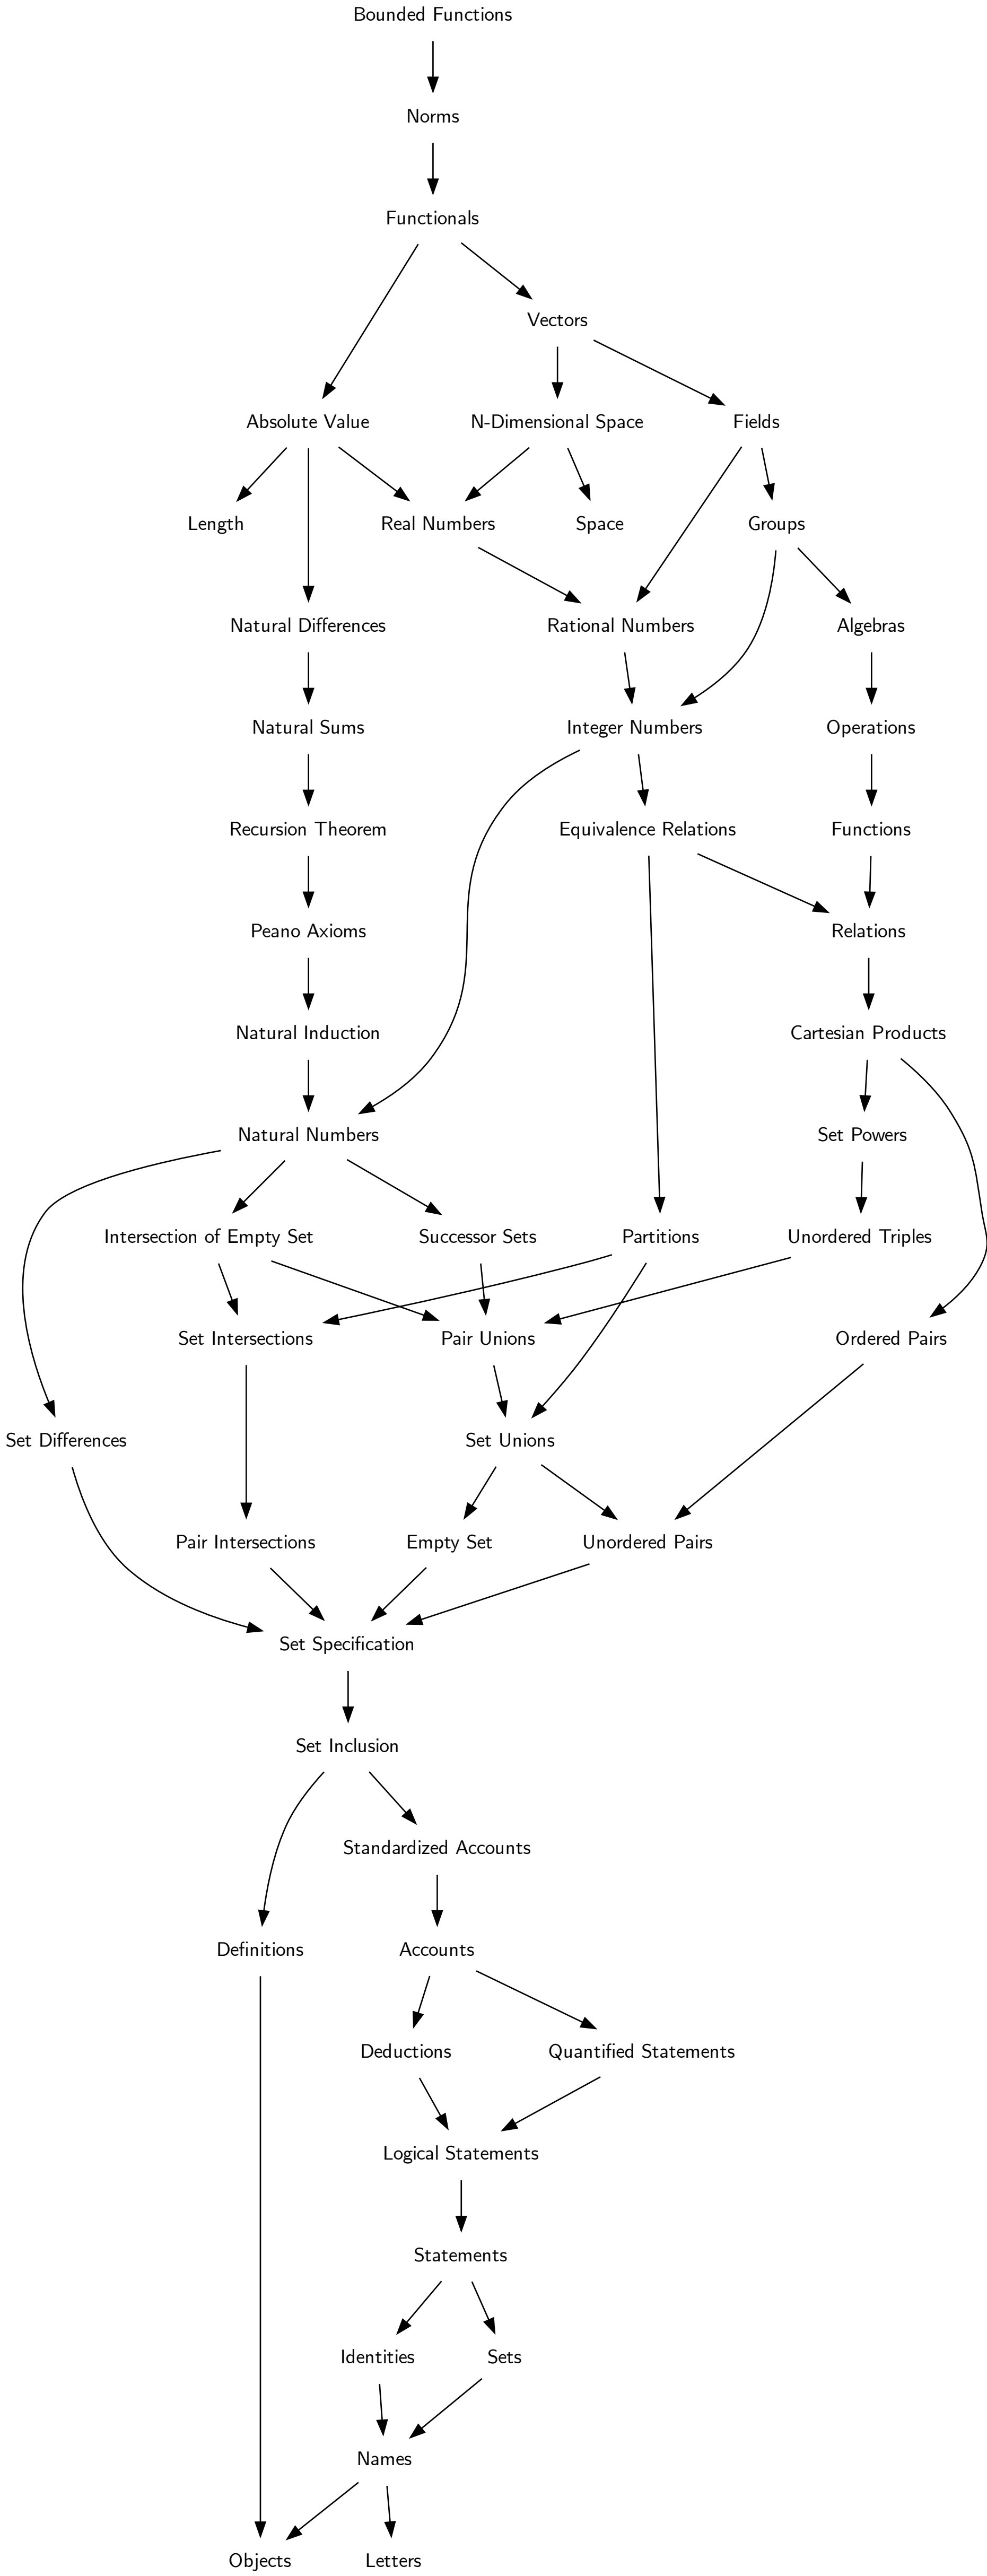 Bounded Functions
Norms
Functionals
Vectors
Absolute Value
N-Dimensional Space
Fields
Length
Real Numbers
Space
Groups
Natural Differences
Rational Numbers
Algebras
Natural Sums
Integer Numbers
Operations
Recursion Theorem
Equivalence Relations
Functions
Peano Axioms
Relations
Natural Induction
Cartesian Products
Natural Numbers
Set Powers
Intersection of Empty Set
Successor Sets
Partitions
Unordered Triples
Set Intersections
Pair Unions
Ordered Pairs
Set Differences
Set Unions
Pair Intersections
Empty Set
Unordered Pairs
Set Specification
Set Inclusion
Standardized Accounts
Definitions
Accounts
Deductions
Quantified Statements
Logical Statements
Statements
Identities
Sets
Names
Objects
Letters